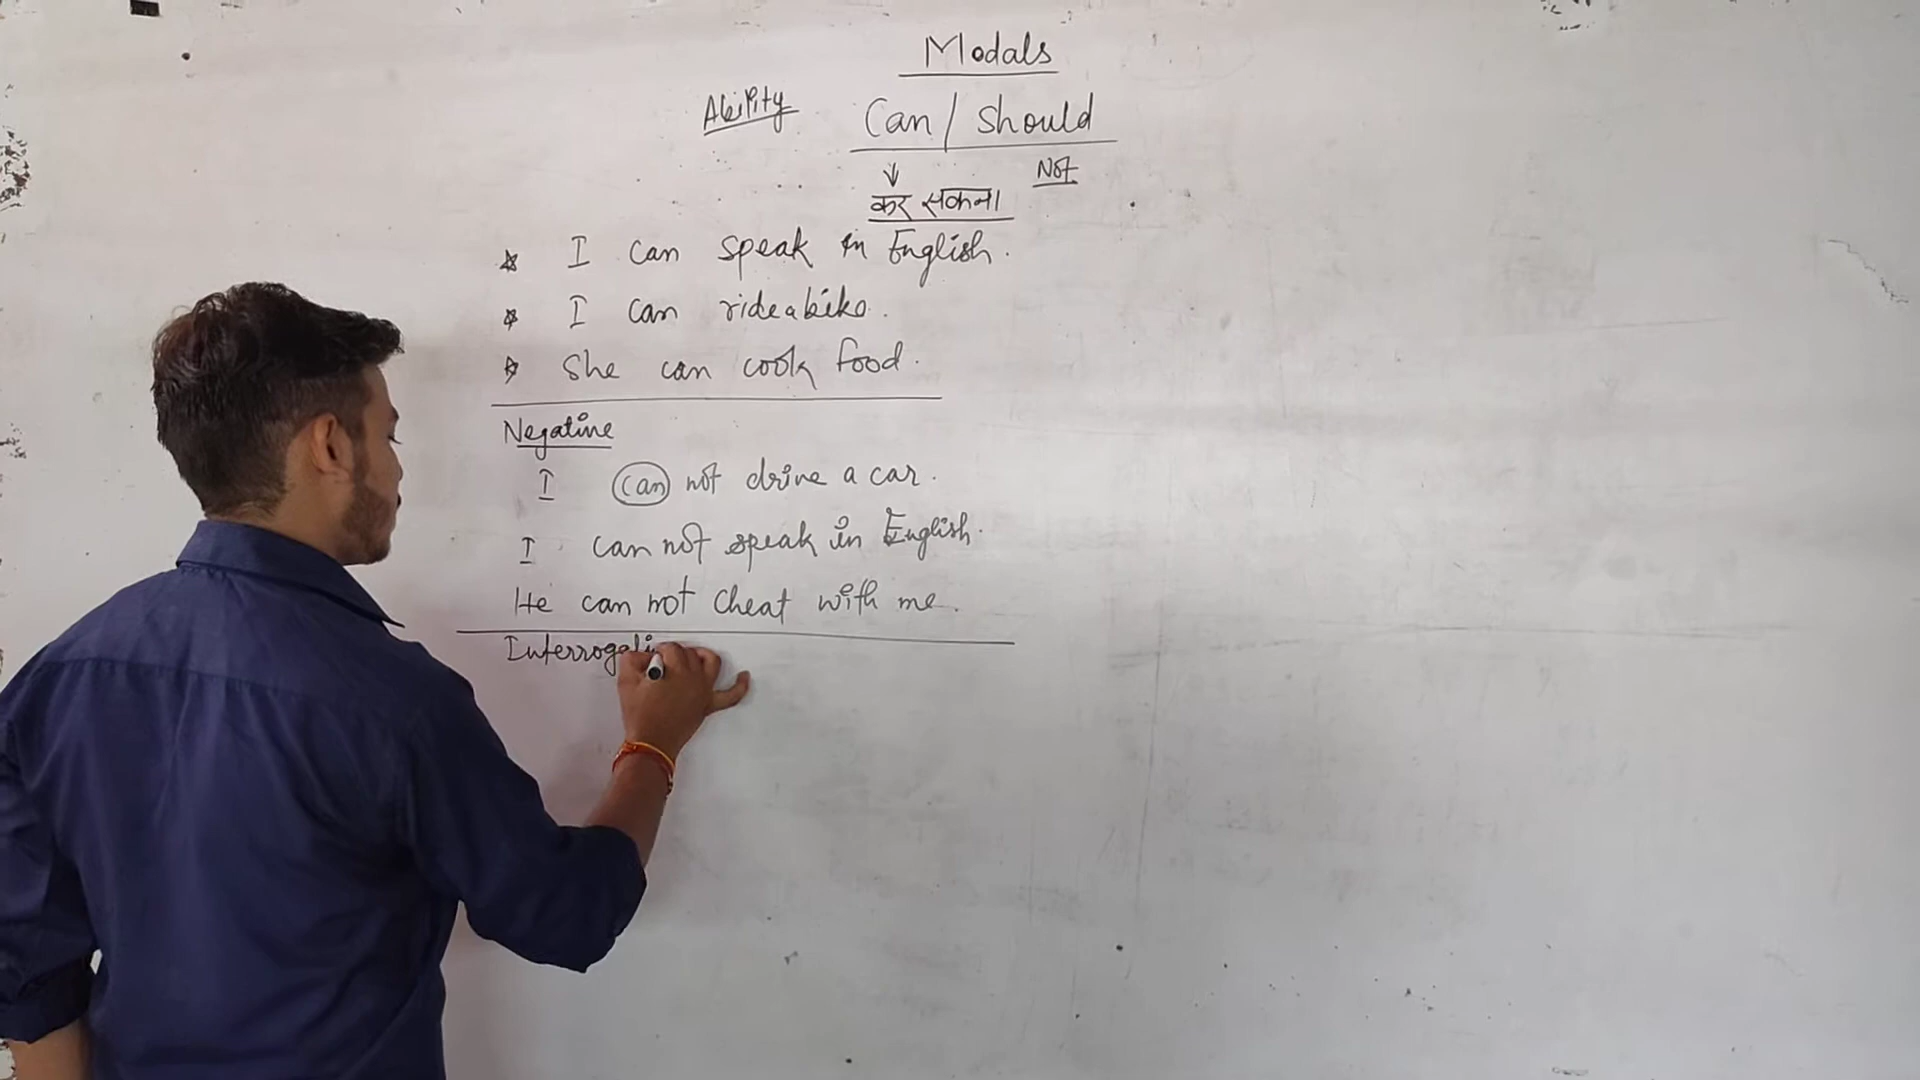 Modals
Ability Can / Should
Not
कर सकना
I can speak in English.
I can ride a bike.
She can cook food.
Negative
I can not drive a car.
I can not speak in English.
He can not cheat with me.
Interrogati